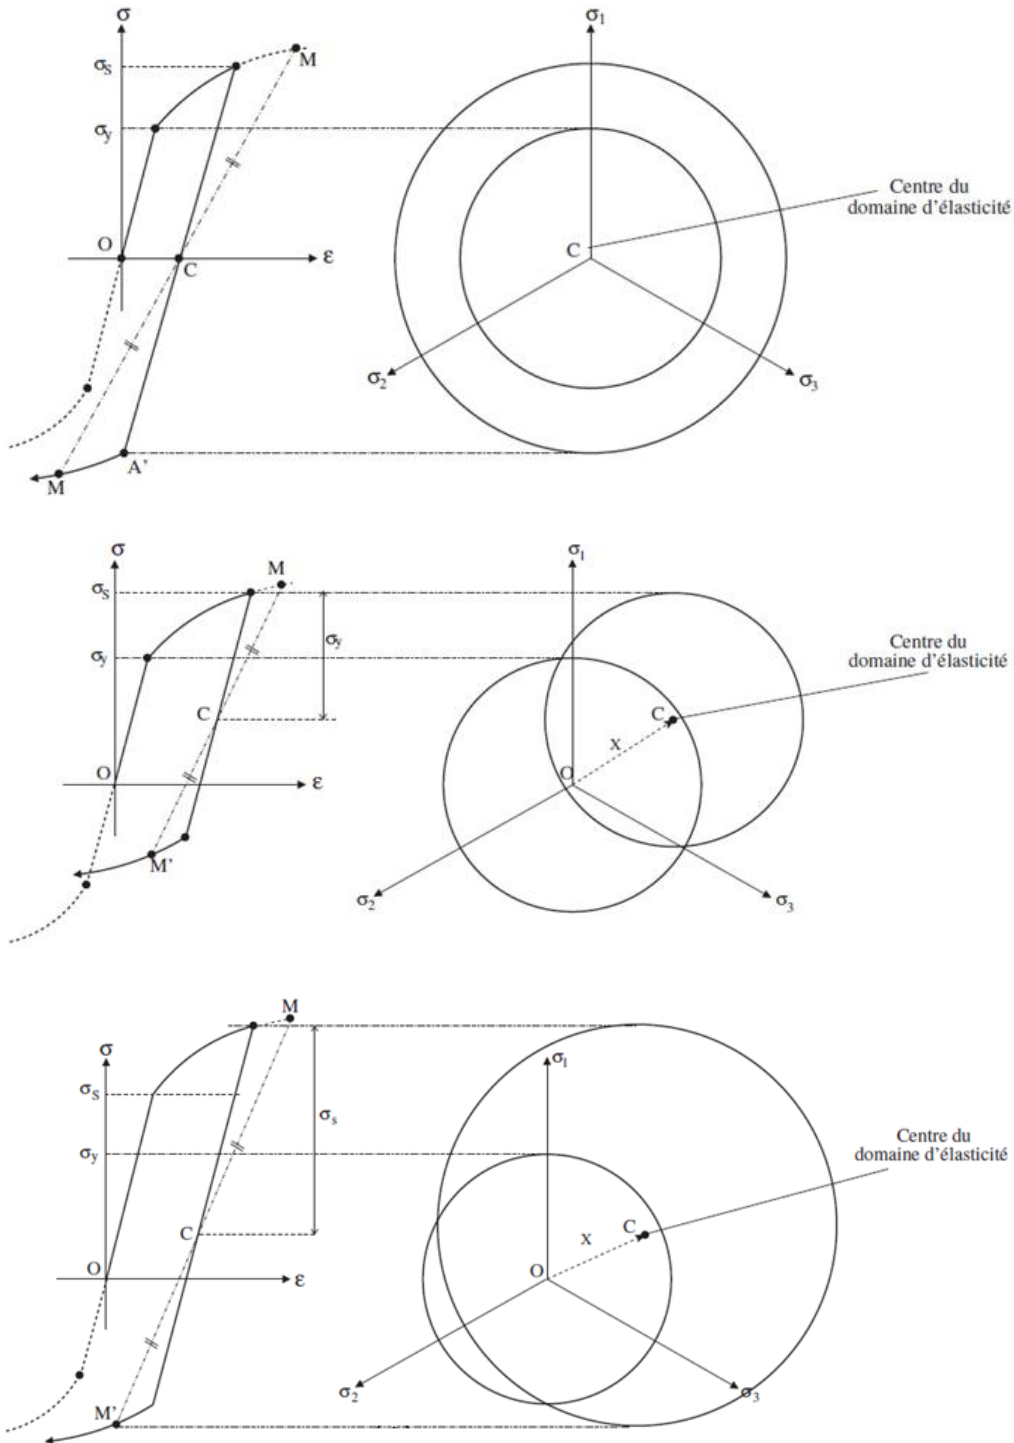 σ
σ₁
σS
M
σy
Centre du
domaine d'élasticité
O
C
ε
C
σ₂
σ₃
A'
M
σ
σ₁
M
σS
σy
σy
Centre du
domaine d'élasticité
C
C
X
O
O
ε
M'
σ₂
σ₃
M
σ
σ₁
σS
σs
σy
Centre du
domaine d'élasticité
C
C
X
O
O
ε
σ₂
σ₃
M'